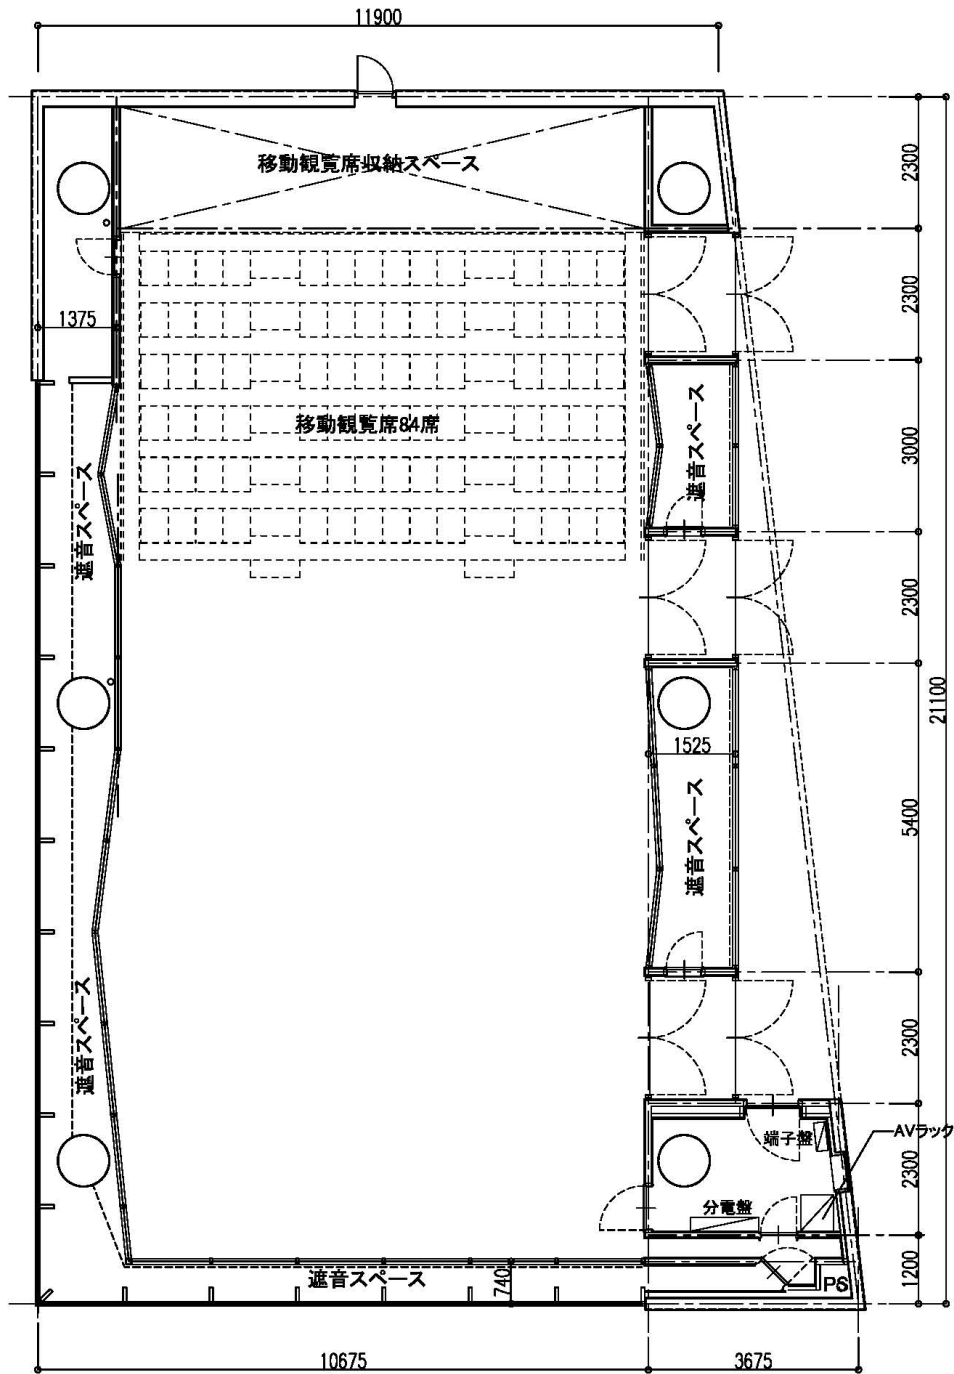 11900
移動観覧席収納スペース
2300
2300
1375
移動観覧席84席
遮音スペース
3000
遮音スペース
2300
21100
1525
遮音スペース
5400
遮音スペース
2300
端子盤
AVラック
2300
分電盤
遮音スペース
740
PS
1200
10675
3675